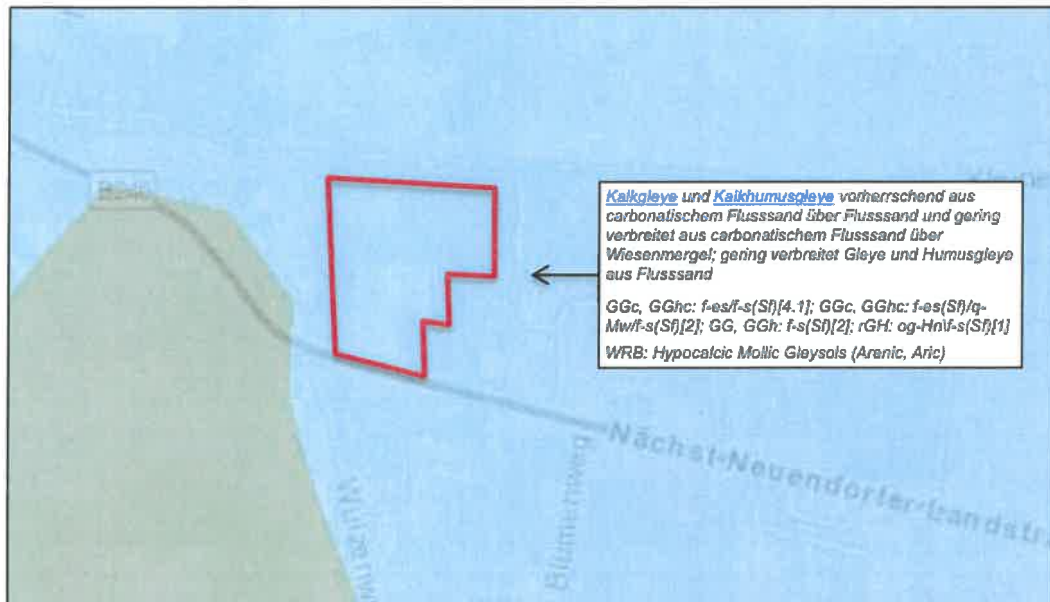 B246
Kalkgleye und Kalkhumusgleye vorherrschend aus
carbonatischem Flusssand über Flusssand und gering
verbreitet aus carbonatischem Flusssand über
Wiesenmergel; gering verbreitet Gleye und Humusgleye
aus Flusssand
GGc, GGhc: f-es/f-s(Sf)[4.1]; GGc, GGhc: f-es(Sf)/q-
Mw/f-s(Sf)[2]; GG, GGh: f-s(Sf)[2]; rGH: og-Hn\f-s(Sf)[1]
WRB: Hypocalcic Mollic Gleysols (Arenic, Aric)
Nächst-Neuendorfer-Landstr
Blumenweg